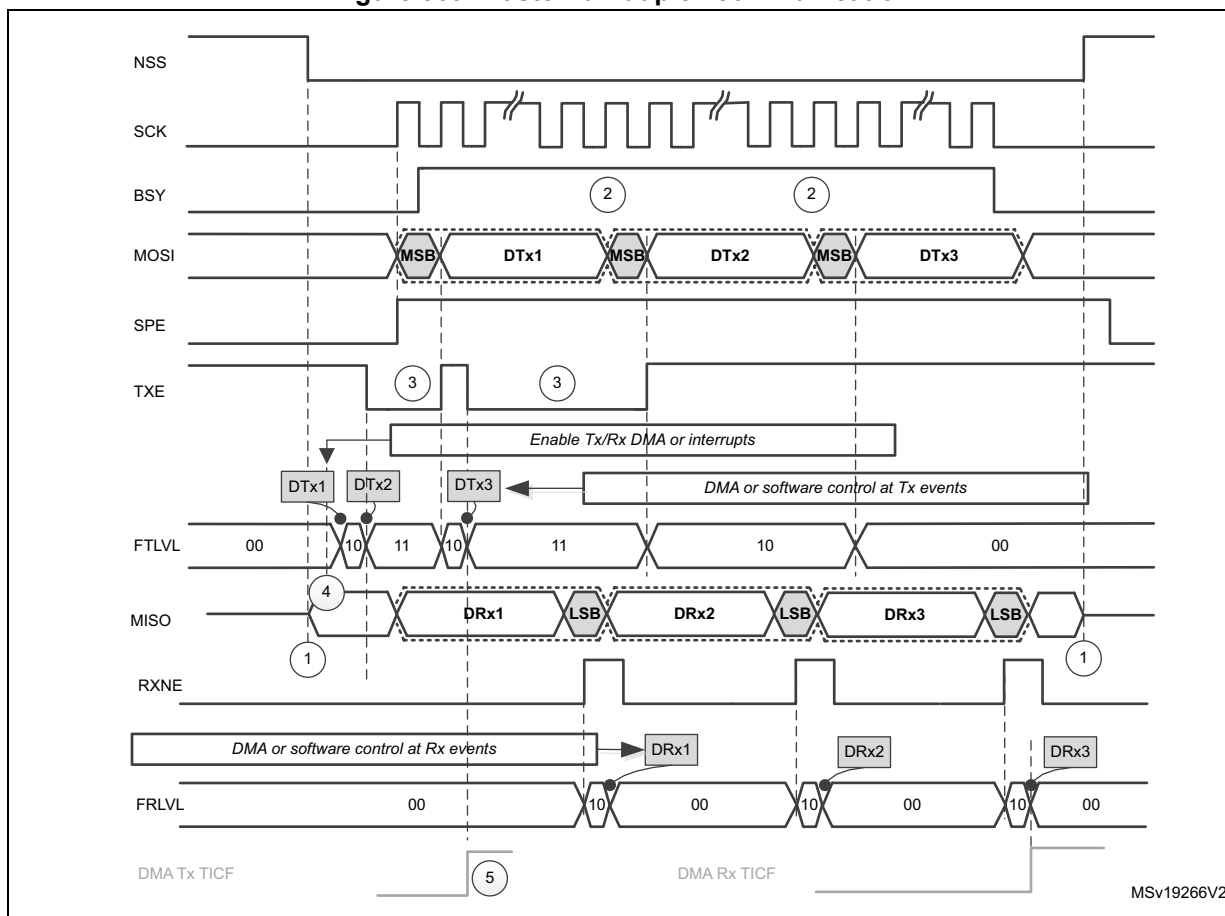 NSS
SCK
BSY
2 2
MOSI MSB DTx1 MSB DTx2 MSB DTx3
SPE
TXE 3 3
Enable Tx/Rx DMA or interrupts
DTx1 DTx2 DTx3 DMA or software control at Tx events
FTLVL 00 10 11 10 11 10 00
4
MISO DRx1 LSB DRx2 LSB DRx3 LSB
1 1
RXNE
DMA or software control at Rx events DRx1 DRx2 DRx3
FRLVL 00 10 00 10 00 10 00
DMA Tx TICF 5 DMA Rx TICF
MSv19266V2